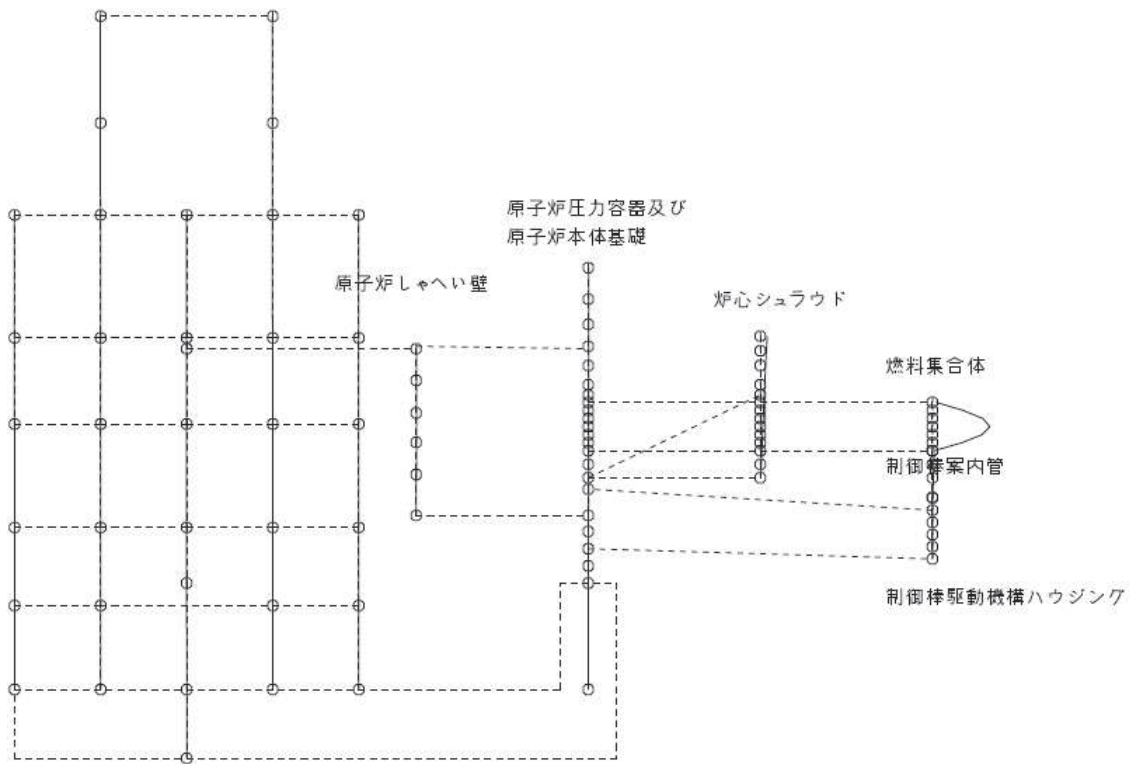 原子炉圧力容器及び
原子炉本体基礎
原子炉しゃへい壁
炉心シュラウド
燃料集合体
制御棒案内管
制御棒駆動機構ハウジング